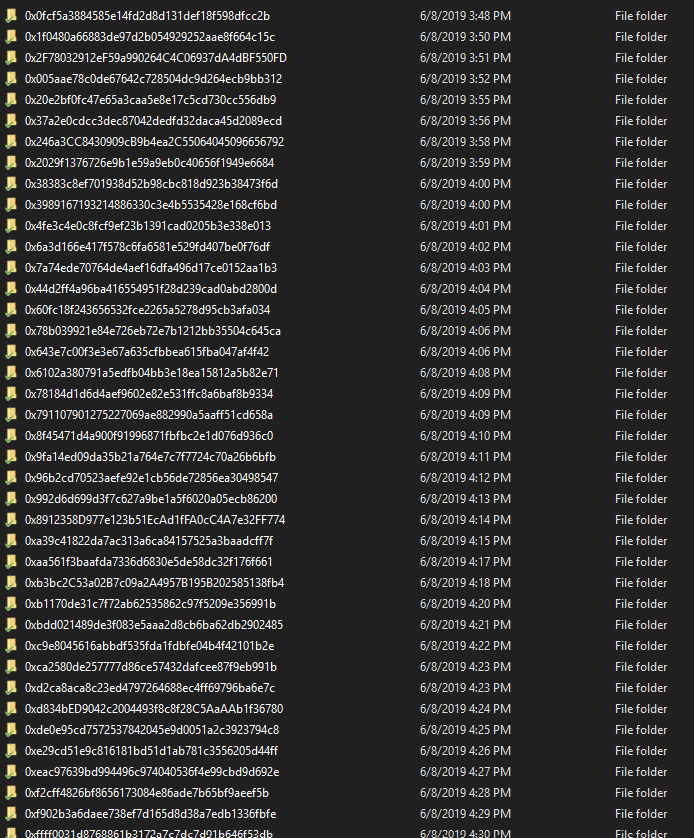 0x0fcf5a3884585e14fd2d8d131def18f598dfcc2b 6/8/2019 3:48 PM File folder
0x1f0480a66883de97d2b054929252aae8f664c15c 6/8/2019 3:50 PM File folder
0x2F78032912eF59a990264C4C06937dA4dBF550FD 6/8/2019 3:51 PM File folder
0x005aae78c0de67642c728504dc9d264ecb9bb312 6/8/2019 3:52 PM File folder
0x20e2bf0fc47e65a3caa5e8e17c5cd730cc556db9 6/8/2019 3:55 PM File folder
0x37a2e0cdcc3dec87042dedfd32daca45d2089ecd 6/8/2019 3:56 PM File folder
0x246a3CC8430909cB9b4ea2C55064045096656792 6/8/2019 3:58 PM File folder
0x2029f1376726e9b1e59a9eb0c40656f1949e6684 6/8/2019 3:59 PM File folder
0x38383c8ef701938d52b98cbc818d923b38473f6d 6/8/2019 4:00 PM File folder
0x3989167193214886330c3e4b5535428e168cf6bd 6/8/2019 4:00 PM File folder
0x4fe3c4e0c8fcf9ef23b1391cad0205b3e338e013 6/8/2019 4:01 PM File folder
0x6a3d166e417f578c6fa6581e529fd407be0f76df 6/8/2019 4:02 PM File folder
0x7a74ede70764de4aef16dfa496d17ce0152aa1b3 6/8/2019 4:03 PM File folder
0x44d2ff4a96ba416554951f28d239cad0abd2800d 6/8/2019 4:04 PM File folder
0x60fc18f243656532fce2265a5278d95cb3afa034 6/8/2019 4:05 PM File folder
0x78b039921e84e726eb72e7b1212bb35504c645ca 6/8/2019 4:06 PM File folder
0x643e7c00f3e3e67a635cfbbea615fba047af4f42 6/8/2019 4:06 PM File folder
0x6102a380791a5edfb04bb3e18ea15812a5b82e71 6/8/2019 4:08 PM File folder
0x78184d1d6d4aef9602e82e531ffc8a6baf8b9334 6/8/2019 4:09 PM File folder
0x791107901275227069ae882990a5aaff51cd658a 6/8/2019 4:09 PM File folder
0x8f45471d4a900f91996871fbfbc2e1d076d936c0 6/8/2019 4:10 PM File folder
0x9fa14ed09da35b21a764e7c7f7724c70a26b6bfb 6/8/2019 4:11 PM File folder
0x96b2cd70523aefe92e1cb56de72856ea30498547 6/8/2019 4:12 PM File folder
0x992d6d699d3f7c627a9be1a5f6020a05ecb86200 6/8/2019 4:13 PM File folder
0x8912358D977e123b51EcAd1fFA0cC4A7e32FF774 6/8/2019 4:14 PM File folder
0xa39c41822da7ac313a6ca84157525a3baadcff7f 6/8/2019 4:15 PM File folder
0xaa561f3baafda7336d6830e5de58dc32f176f661 6/8/2019 4:17 PM File folder
0xb3bc2C53a02B7c09a2A4957B195B202585138fb4 6/8/2019 4:18 PM File folder
0xb1170de31c7f72ab62535862c97f5209e356991b 6/8/2019 4:20 PM File folder
0xbdd021489de3f083e5aaa2d8cb6ba62db2902485 6/8/2019 4:21 PM File folder
0xc9e8045616abbdf535fda1fdbfe04b4f42101b2e 6/8/2019 4:22 PM File folder
0xca2580de257777d86ce57432dafcee87f9eb991b 6/8/2019 4:23 PM File folder
0xd2ca8aca8c23ed4797264688ec4ff69796ba6e7c 6/8/2019 4:23 PM File folder
0xd834bED9042c2004493f8c8f28C5AaAAb1f36780 6/8/2019 4:24 PM File folder
0xde0e95cd7572537842045e9d0051a2c3923794c8 6/8/2019 4:25 PM File folder
0xe29cd51e9c816181bd51d1ab781c3556205d44ff 6/8/2019 4:26 PM File folder
0xeac97639bd994496c974040536f4e99cbd9d692e 6/8/2019 4:27 PM File folder
0xf2cff4826bf8656173084e86ade7b65bf9aeef5b 6/8/2019 4:28 PM File folder
0xf902b3a6daee738ef7d165d8d38a7edb1336fbfe 6/8/2019 4:29 PM File folder
0xffff0031d8768861b3172a7c7dc7d91b646f53db 6/8/2019 4:30 PM File folder